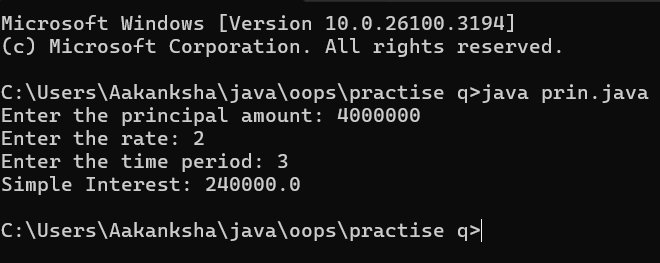 Microsoft Windows [Version 10.0.26100.3194]
(c) Microsoft Corporation. All rights reserved.
C:\Users\Aakanksha\java\oops\practise q>java prin.java
Enter the principal amount: 4000000
Enter the rate: 2
Enter the time period: 3
Simple Interest: 240000.0
C:\Users\Aakanksha\java\oops\practise q>